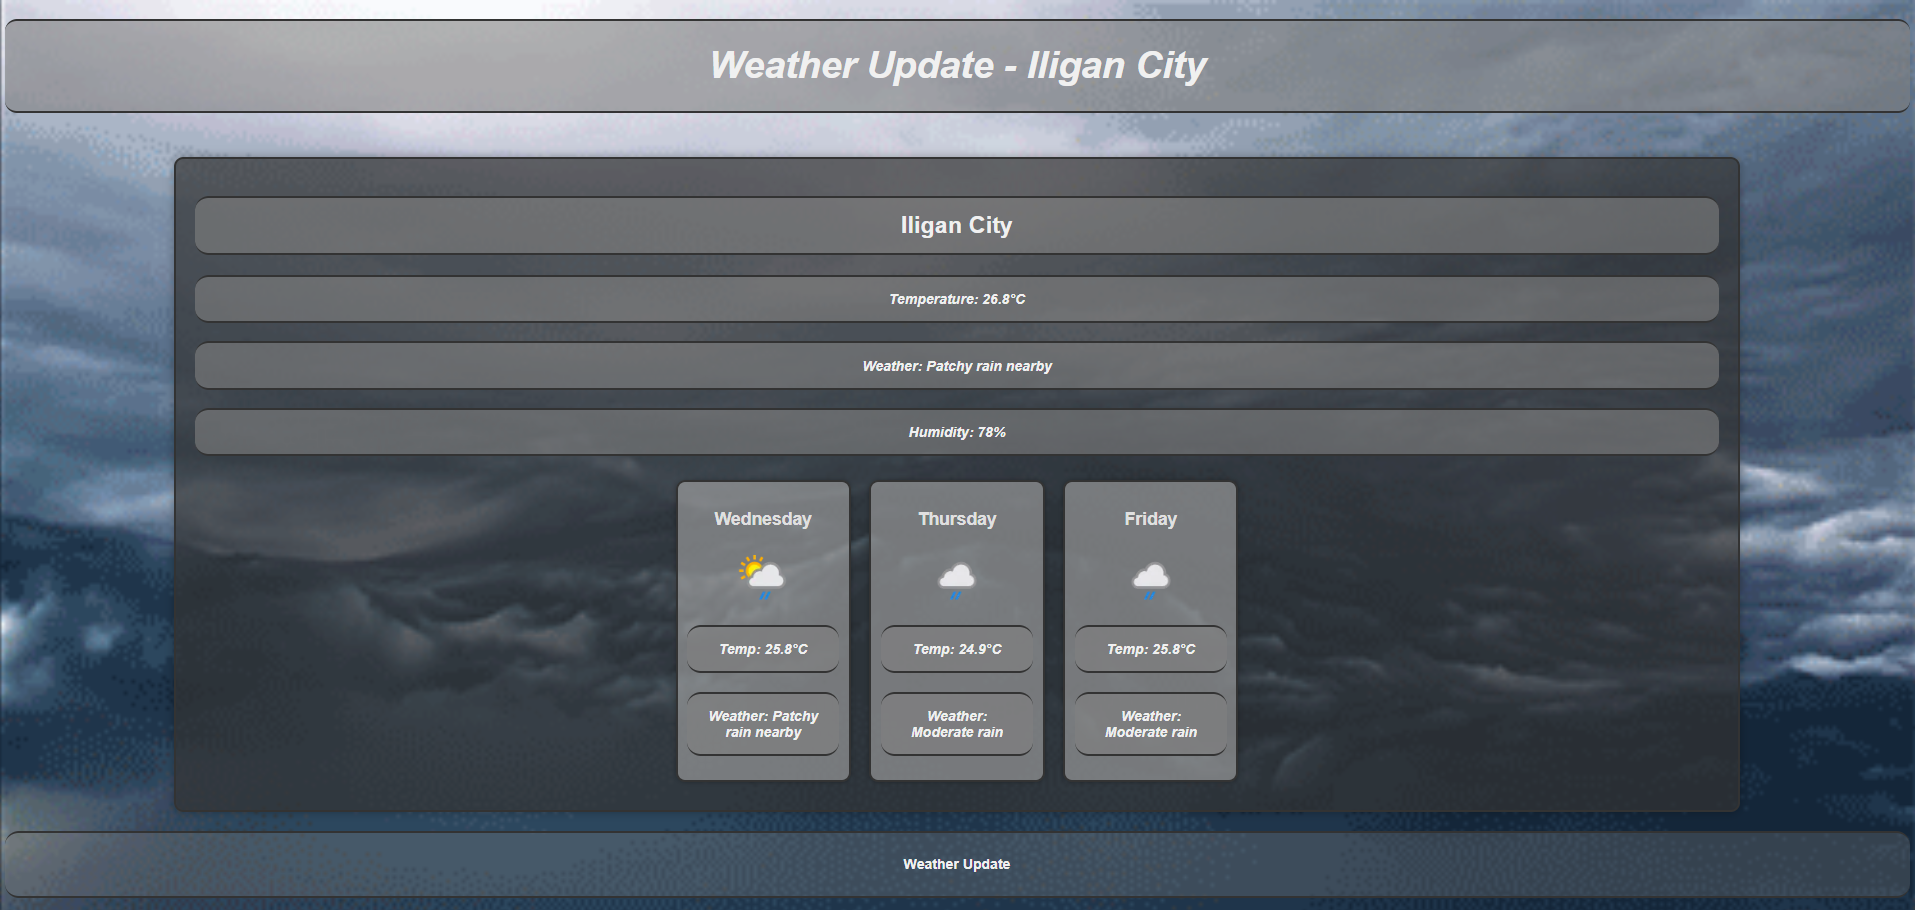 Weather Update - Iligan City
Iligan City
Temperature: 26.8°C
Weather: Patchy rain nearby
Humidity: 78%
Wednesday
Temp: 25.8°C
Weather: Patchy
rain nearby
Thursday
Temp: 24.9°C
Weather:
Moderate rain
Friday
Temp: 25.8°C
Weather:
Moderate rain
Weather Update